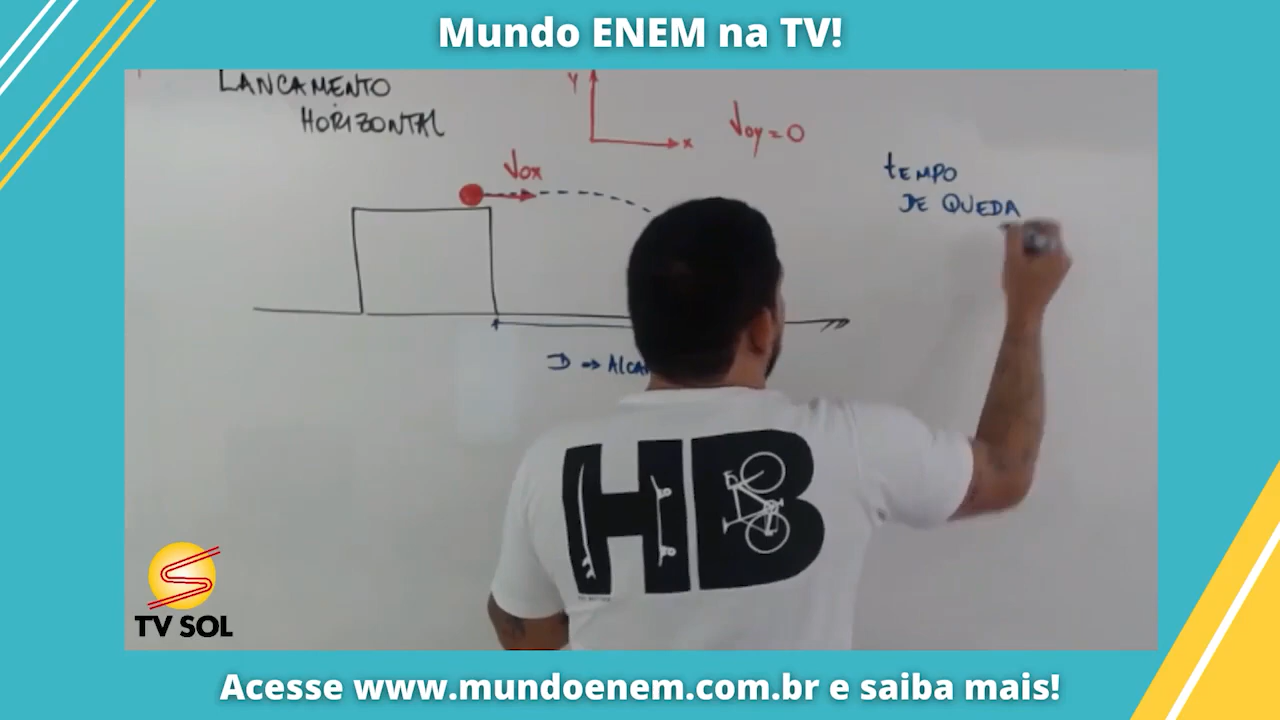 Mundo ENEM na TV!
LANCAMENTO
HORIZONTAL
Y
x
Voy = 0
Vox
tEMPO
DE QUEDA
D → ALCA
HB
TV SOL
Acesse www.mundoenem.com.br e saiba mais!